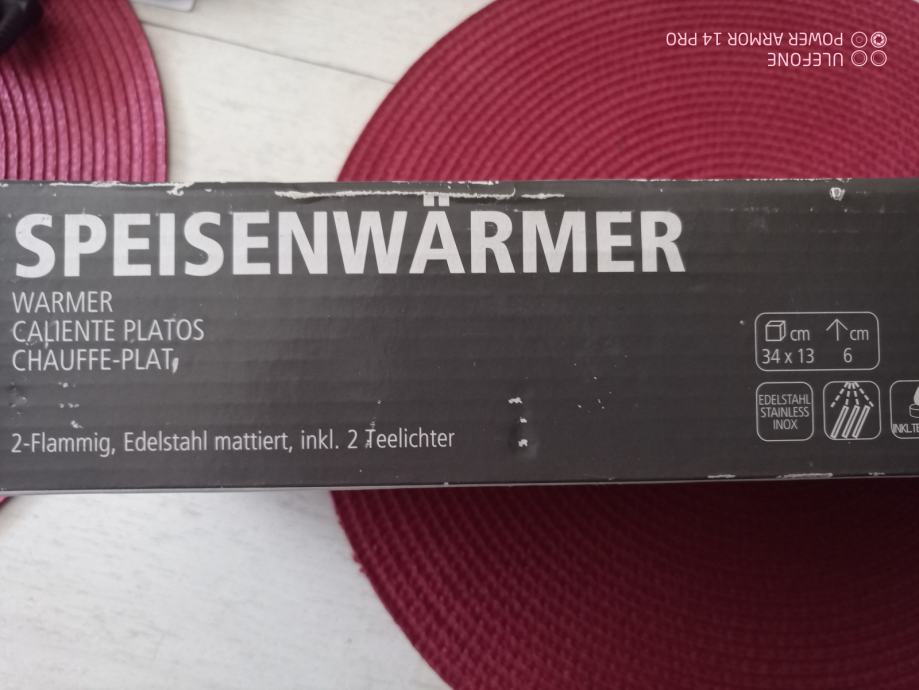 ULEFONE
POWER ARMOR 14 PRO
SPEISENWÄRMER
WARMER
CALIENTE PLATOS
CHAUFFE-PLAT
2-Flammig, Edelstahl mattiert, inkl. 2 Teelichter
cm cm
34 x 13 6
EDELSTAHL
STAINLESS
INOX